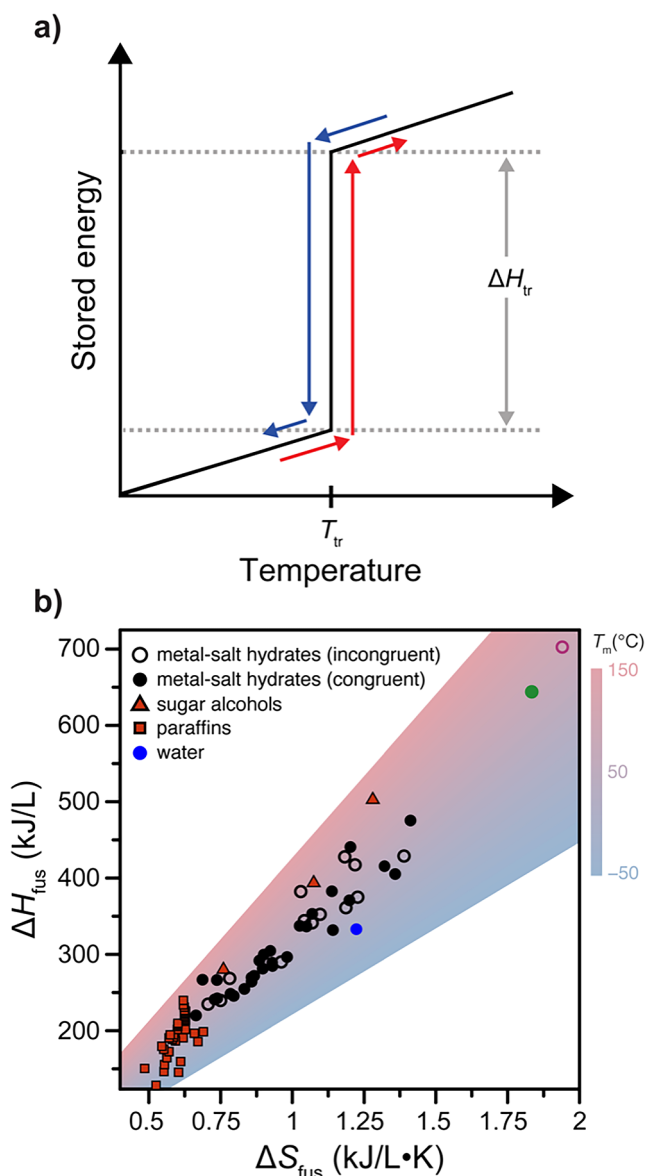 a)
Stored energy
ΔHtr
Ttr
Temperature
b)
Tm(°C)
700
600
500
400
300
200
ΔHfus (kJ/L)
metal-salt hydrates (incongruent)
metal-salt hydrates (congruent)
sugar alcohols
paraffins
water
150
50
−50
0.5
0.75
1
1.25
1.5
1.75
2
ΔSfus (kJ/L•K)